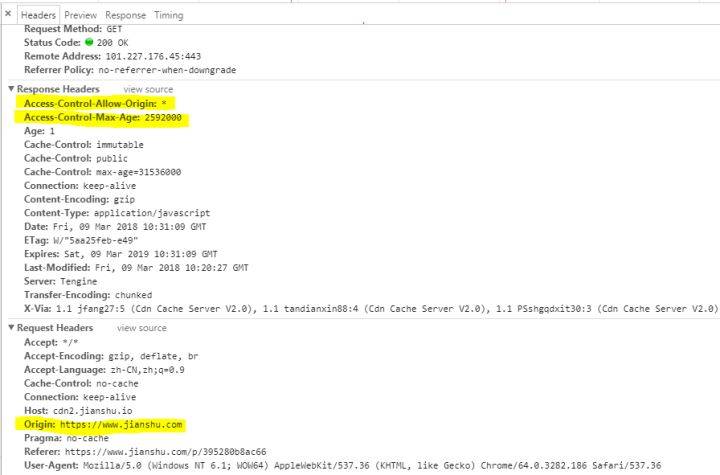 × Headers Preview Response Timing
Request Method: GET
Status Code: 200 OK
Remote Address: 101.227.176.45:443
Referrer Policy: no-referrer-when-downgrade
▼ Response Headers view source
Access-Control-Allow-Origin: *
Access-Control-Max-Age: 2592000
Age: 1
Cache-Control: immutable
Cache-Control: public
Cache-Control: max-age=31536000
Connection: keep-alive
Content-Encoding: gzip
Content-Type: application/javascript
Date: Fri, 09 Mar 2018 10:31:09 GMT
ETag: W/"5aa25feb-e49"
Expires: Sat, 09 Mar 2019 10:31:09 GMT
Last-Modified: Fri, 09 Mar 2018 10:20:27 GMT
Server: Tengine
Transfer-Encoding: chunked
X-Via: 1.1 jfang27:5 (Cdn Cache Server V2.0), 1.1 tandianxin88:4 (Cdn Cache Server V2.0), 1.1 PSshgqdxit30:3 (Cdn Cache Server V2.0)
▼ Request Headers view source
Accept: */*
Accept-Encoding: gzip, deflate, br
Accept-Language: zh-CN,zh;q=0.9
Cache-Control: no-cache
Connection: keep-alive
Host: cdn2.jianshu.io
Origin: https://www.jianshu.com
Pragma: no-cache
Referer: https://www.jianshu.com/p/395280b8ac66
User-Agent: Mozilla/5.0 (Windows NT 6.1; WOW64) AppleWebKit/537.36 (KHTML, like Gecko) Chrome/64.0.3282.186 Safari/537.36